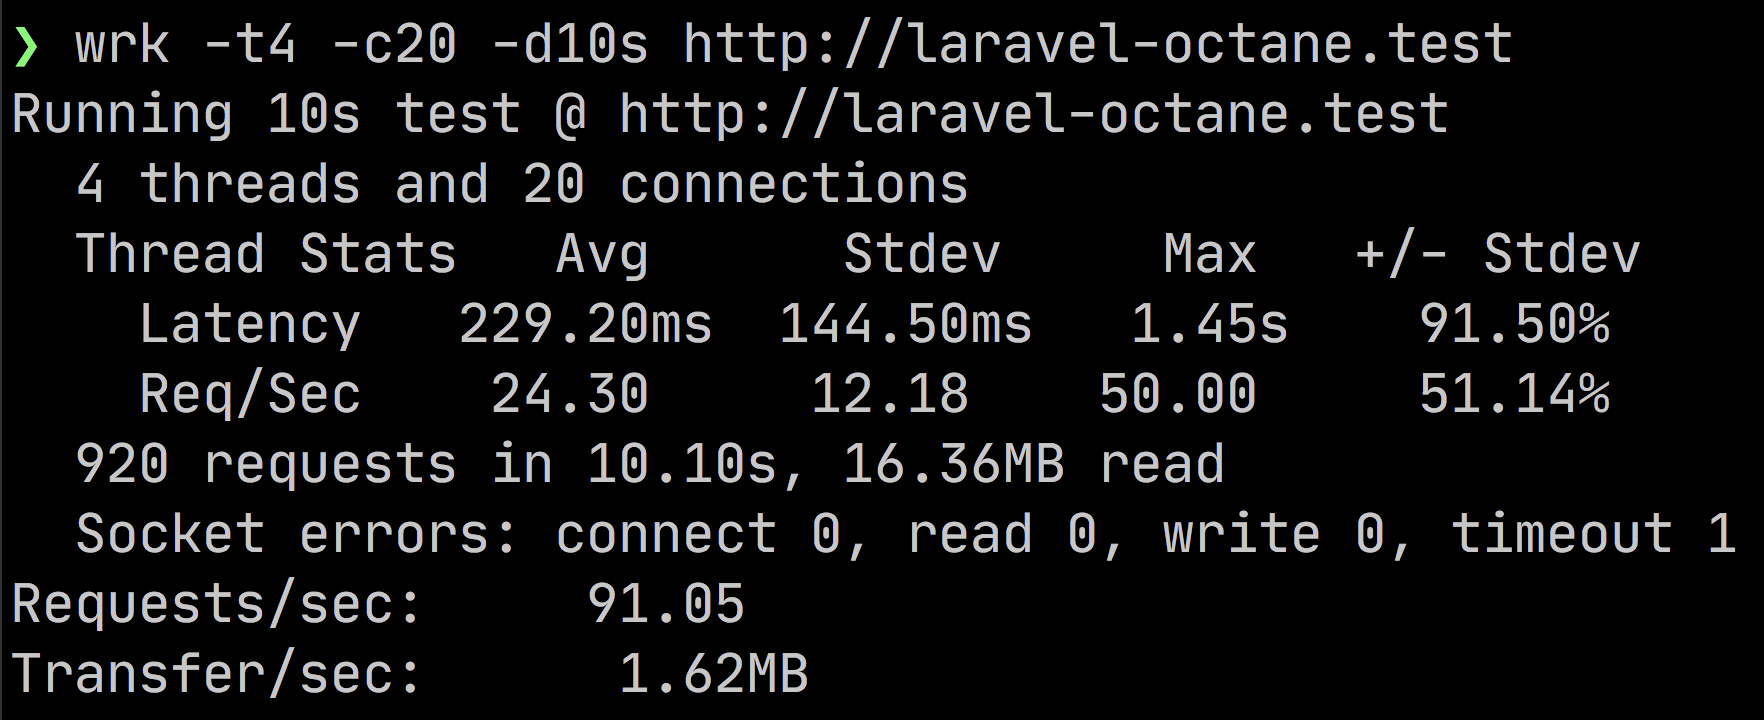 ❯ wrk -t4 -c20 -d10s http://laravel-octane.test
Running 10s test @ http://laravel-octane.test
  4 threads and 20 connections
  Thread Stats   Avg      Stdev     Max   +/- Stdev
    Latency   229.20ms  144.50ms   1.45s    91.50%
    Req/Sec    24.30     12.18    50.00     51.14%
  920 requests in 10.10s, 16.36MB read
  Socket errors: connect 0, read 0, write 0, timeout 1
Requests/sec:     91.05
Transfer/sec:      1.62MB